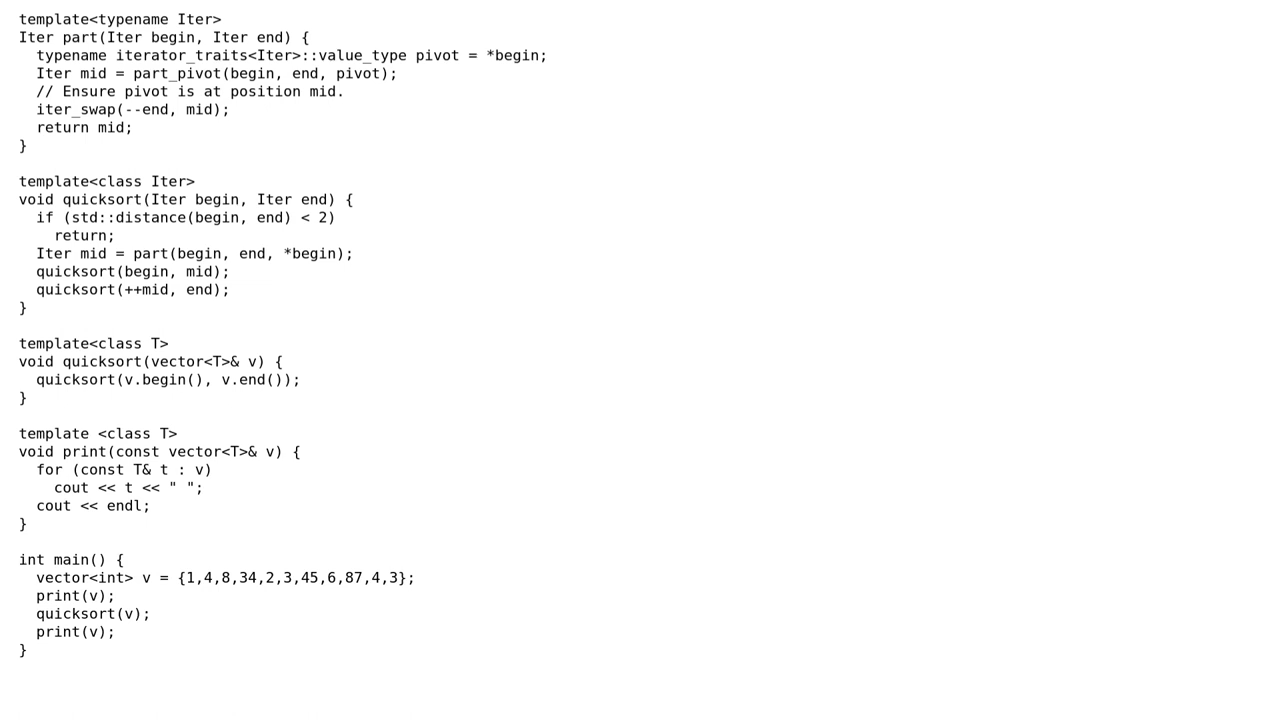 template<typename Iter>
Iter part(Iter begin, Iter end) {
  typename iterator_traits<Iter>::value_type pivot = *begin;
  Iter mid = part_pivot(begin, end, pivot);
  // Ensure pivot is at position mid.
  iter_swap(--end, mid);
  return mid;
}

template<class Iter>
void quicksort(Iter begin, Iter end) {
  if (std::distance(begin, end) < 2)
    return;
  Iter mid = part(begin, end, *begin);
  quicksort(begin, mid);
  quicksort(++mid, end);
}

template<class T>
void quicksort(vector<T>& v) {
  quicksort(v.begin(), v.end());
}

template <class T>
void print(const vector<T>& v) {
  for (const T& t : v)
    cout << t << " ";
  cout << endl;
}

int main() {
  vector<int> v = {1,4,8,34,2,3,45,6,87,4,3};
  print(v);
  quicksort(v);
  print(v);
}